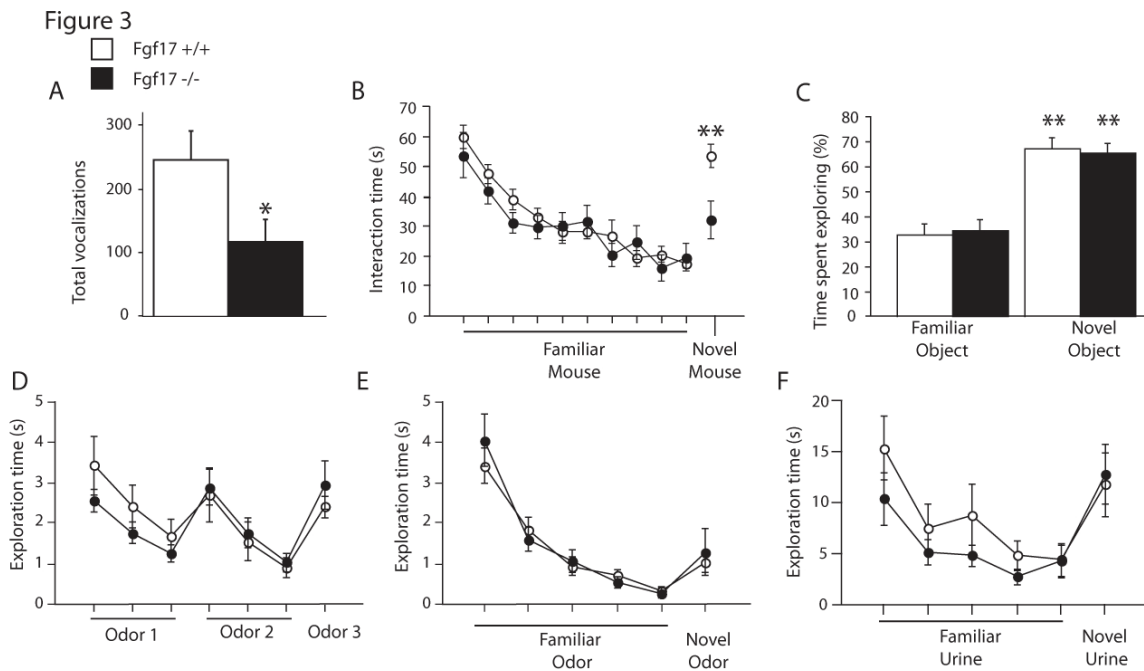 Figure 3
Fgf17 +/+
Fgf17 -/-
A
Total vocalizations
300
200
100
0
*
B
Interaction time (s)
70
60
50
40
30
20
10
0
**
Familiar
Mouse
Novel
Mouse
C
Time spent exploring (%)
80
70
60
50
40
30
20
10
0
** **
Familiar
Object
Novel
Object
D
Exploration time (s)
5
4
3
2
1
0
Odor 1 Odor 2 Odor 3
E
Exploration time (s)
5
4
3
2
1
0
Familiar
Odor
Novel
Odor
F
Exploration time (s)
20
15
10
5
0
Familiar
Urine
Novel
Urine